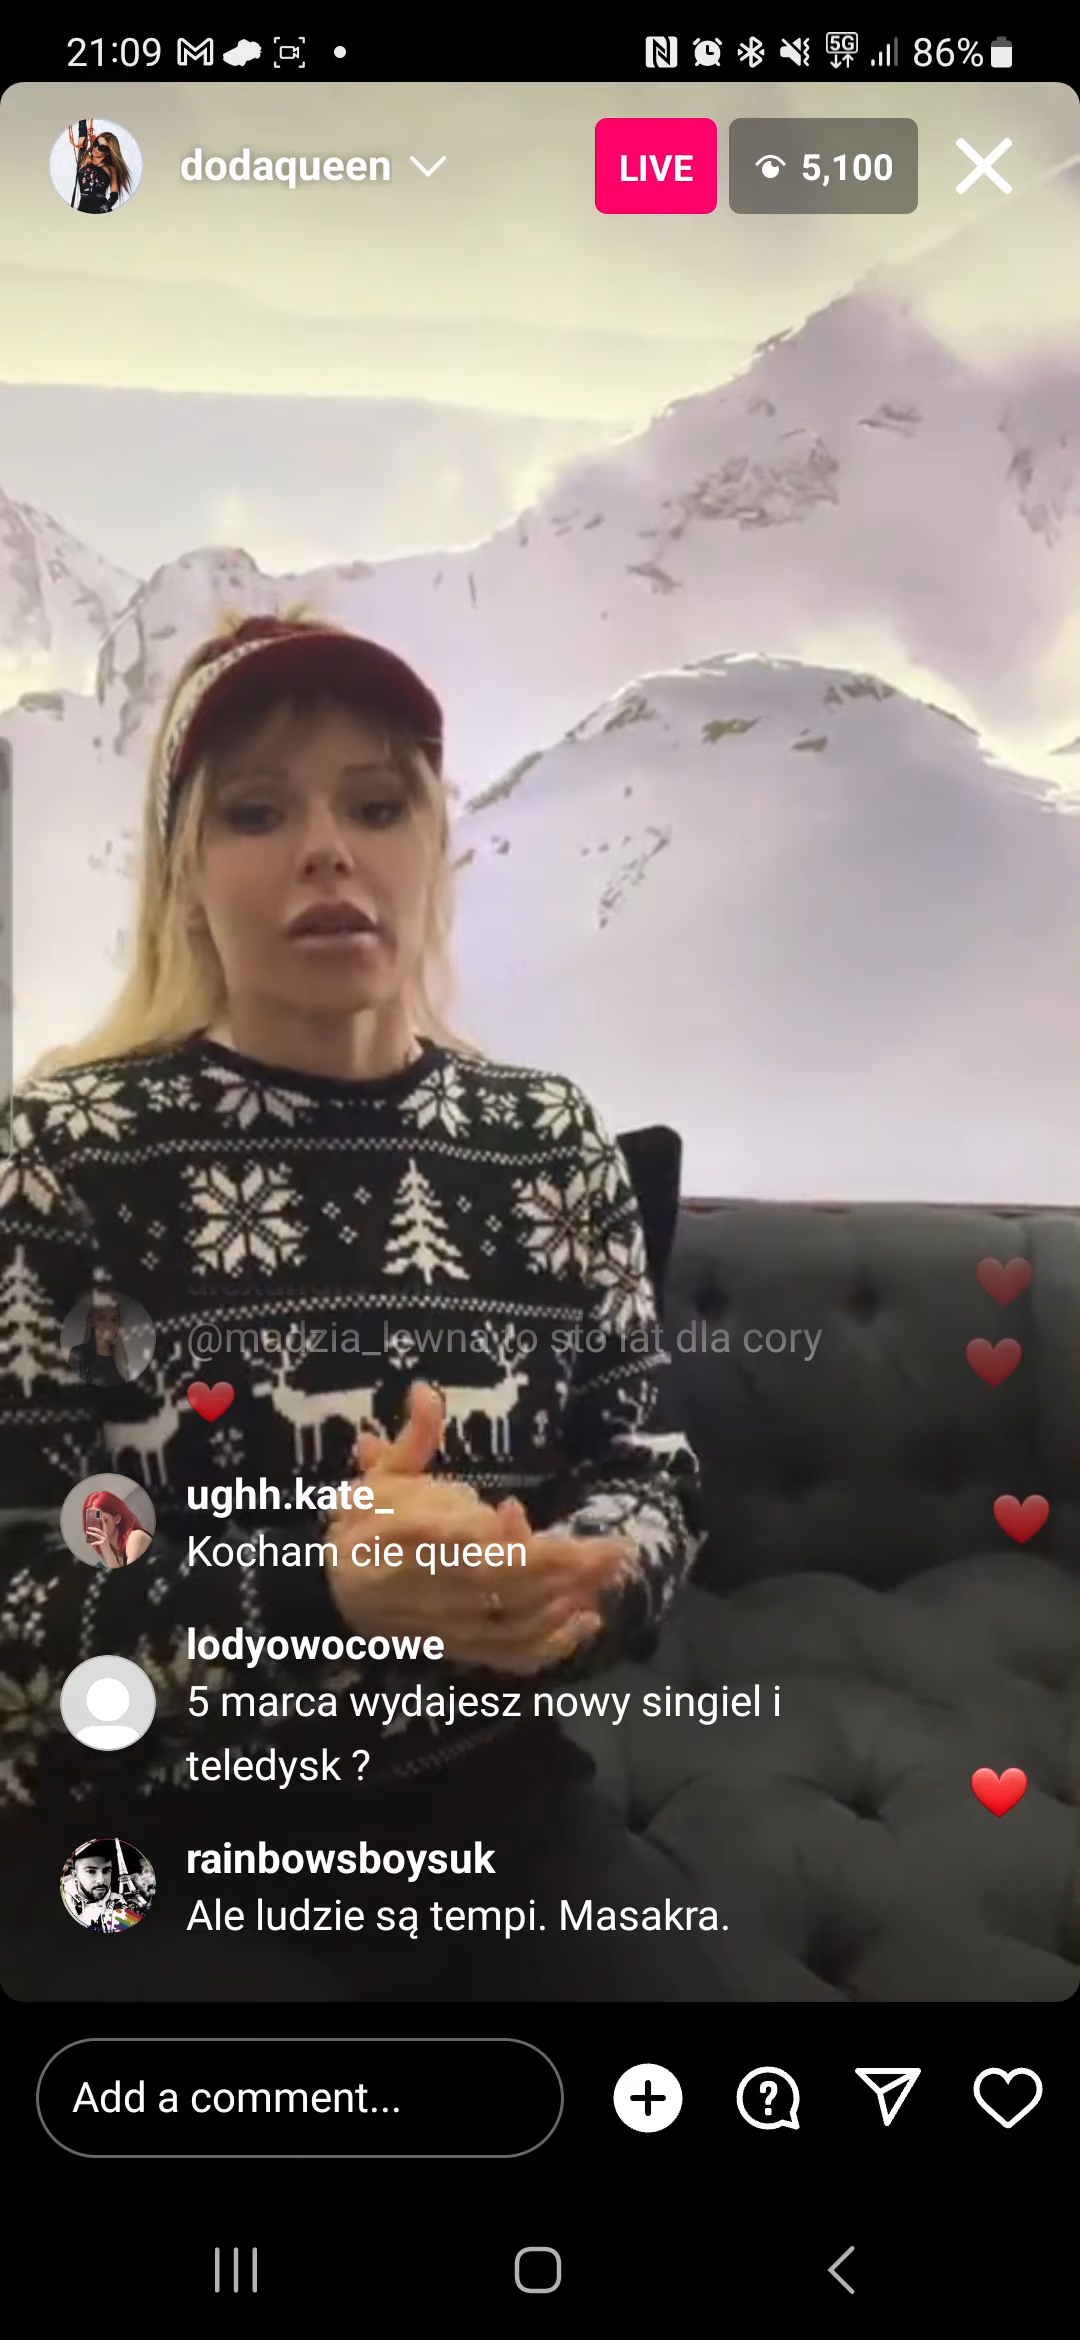 21:09
5G
86%
dodaqueen
LIVE
5,100
@madzia_lewna to sto lat dla cory
ughh.kate_
Kocham cie queen
lodyowocowe
5 marca wydajesz nowy singiel i
teledysk ?
rainbowsboysuk
Ale ludzie są tempi. Masakra.
Add a comment...